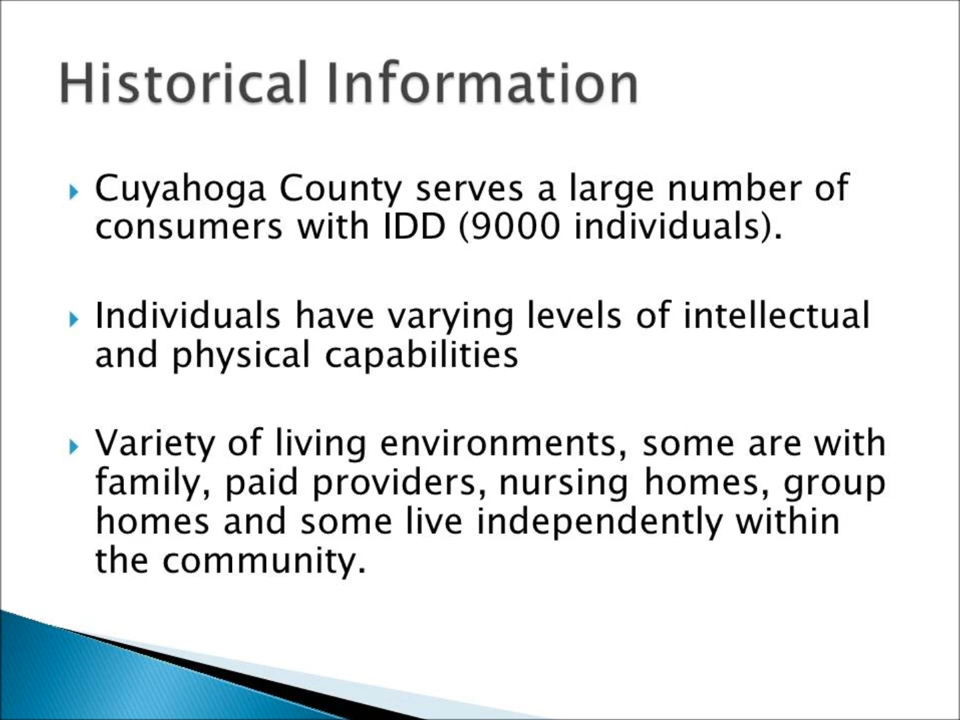 Historical Information
Cuyahoga County serves a large number of
consumers with IDD (9000 individuals).
Individuals have varying levels of intellectual
and physical capabilities
Variety of living environments, some are with
family, paid providers, nursing homes, group
homes and some live independently within
the community.